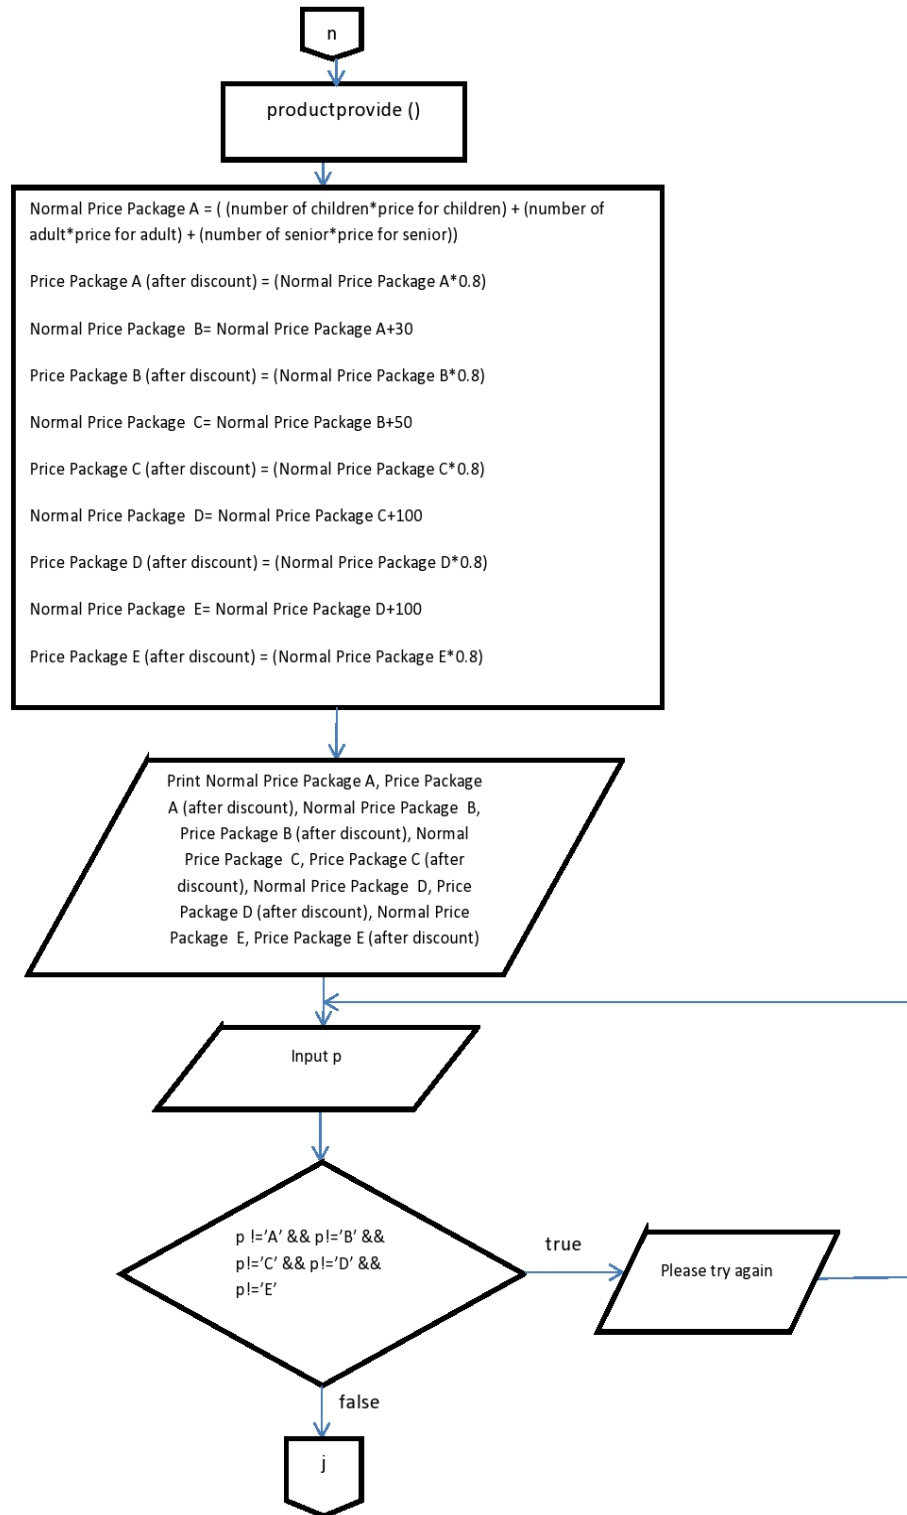 n
productprovide ()
Normal Price Package A = ( (number of children*price for children) + (number of
adult*price for adult) + (number of senior*price for senior))
Price Package A (after discount) = (Normal Price Package A*0.8)
Normal Price Package  B= Normal Price Package A+30
Price Package B (after discount) = (Normal Price Package B*0.8)
Normal Price Package  C= Normal Price Package B+50
Price Package C (after discount) = (Normal Price Package C*0.8)
Normal Price Package  D= Normal Price Package C+100
Price Package D (after discount) = (Normal Price Package D*0.8)
Normal Price Package  E= Normal Price Package D+100
Price Package E (after discount) = (Normal Price Package E*0.8)
Print Normal Price Package A, Price Package
A (after discount), Normal Price Package  B,
Price Package B (after discount), Normal
Price Package  C, Price Package C (after
discount), Normal Price Package  D, Price
Package D (after discount), Normal Price
Package  E, Price Package E (after discount)
Input p
p !=’A’ && p!=’B’ &&
p!=’C’ && p!=’D’ &&
p!=’E’
true
Please try again
false
j